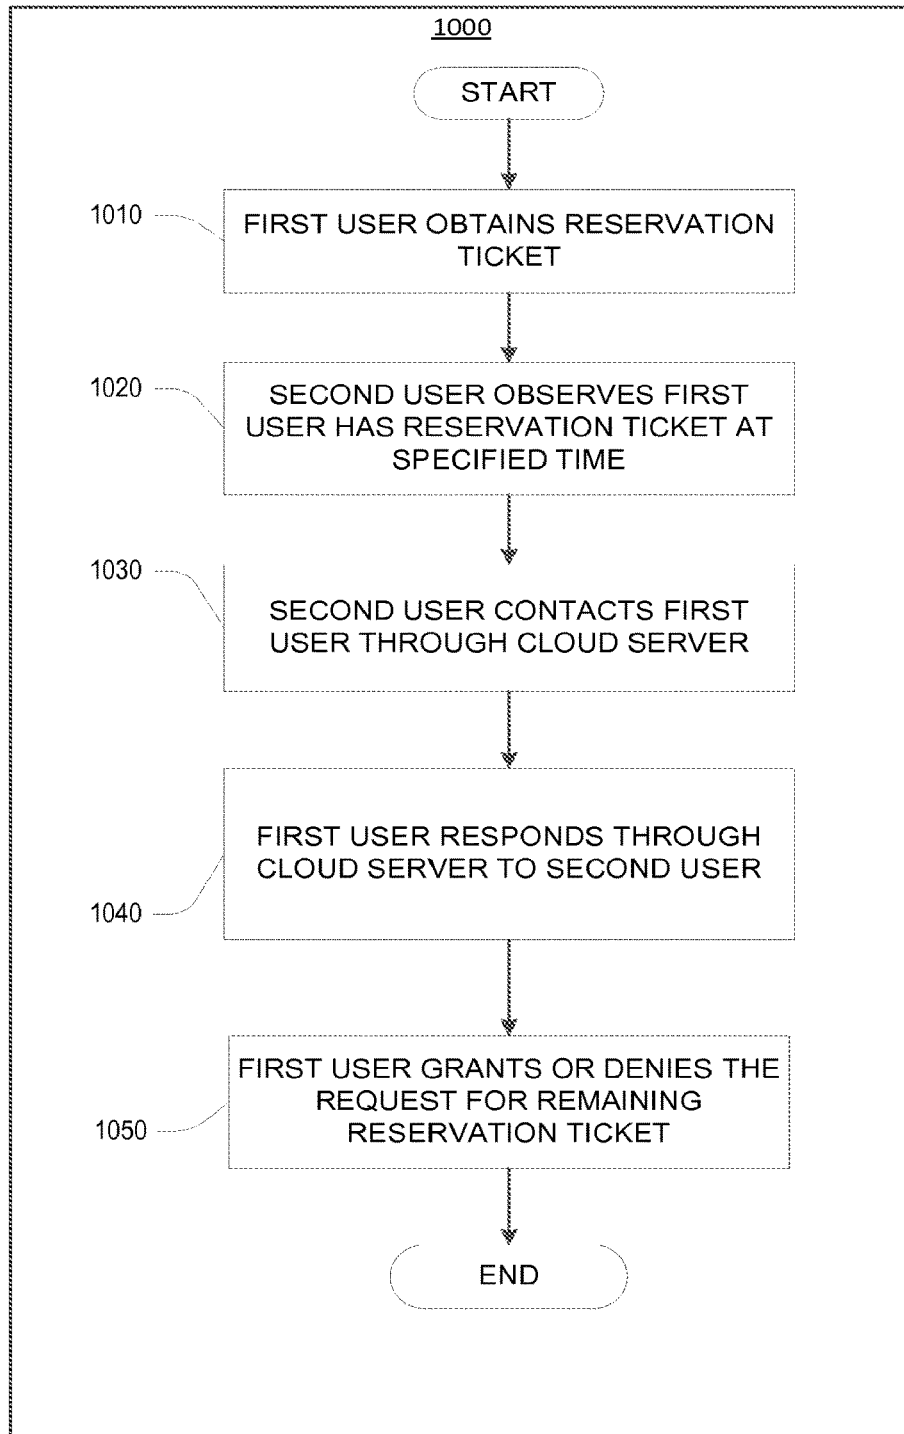 1000
START
1010
FIRST USER OBTAINS RESERVATION
TICKET
1020
SECOND USER OBSERVES FIRST
USER HAS RESERVATION TICKET AT
SPECIFIED TIME
1030
SECOND USER CONTACTS FIRST
USER THROUGH CLOUD SERVER
FIRST USER RESPONDS THROUGH
CLOUD SERVER TO SECOND USER
1040
FIRST USER GRANTS OR DENIES THE
REQUEST FOR REMAINING
RESERVATION TICKET
1050
END